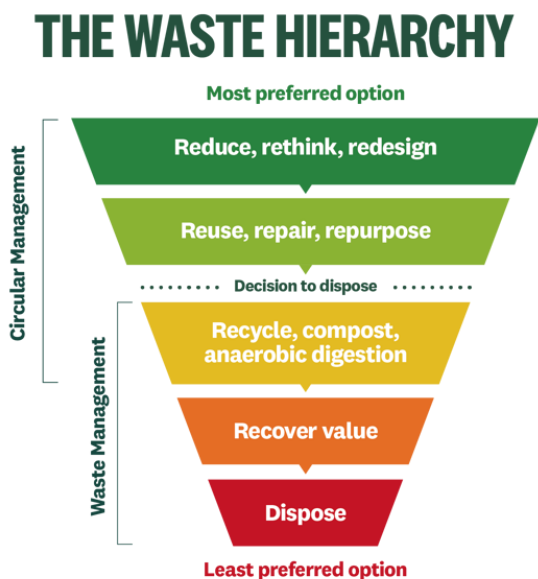 THE WASTE HIERARCHY
Most preferred option
Circular Management
Reduce, rethink, redesign
Reuse, repair, repurpose
Decision to dispose
Waste Management
Recycle, compost,
anaerobic digestion
Recover value
Dispose
Least preferred option